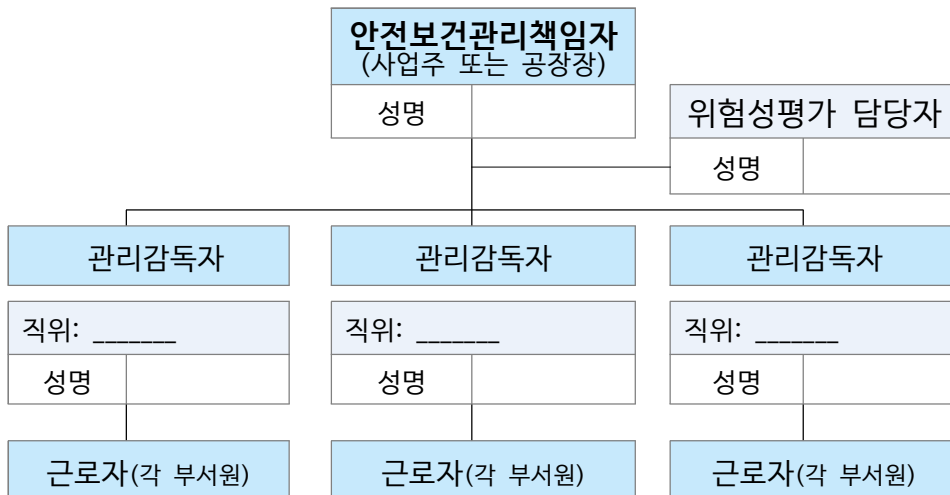 안전보건관리책임자
(사업주 또는 공장장)
성명
위험성평가 담당자
성명
관리감독자
관리감독자
관리감독자
직위: _______
직위: _______
직위: _______
성명
성명
성명
근로자(각 부서원)
근로자(각 부서원)
근로자(각 부서원)